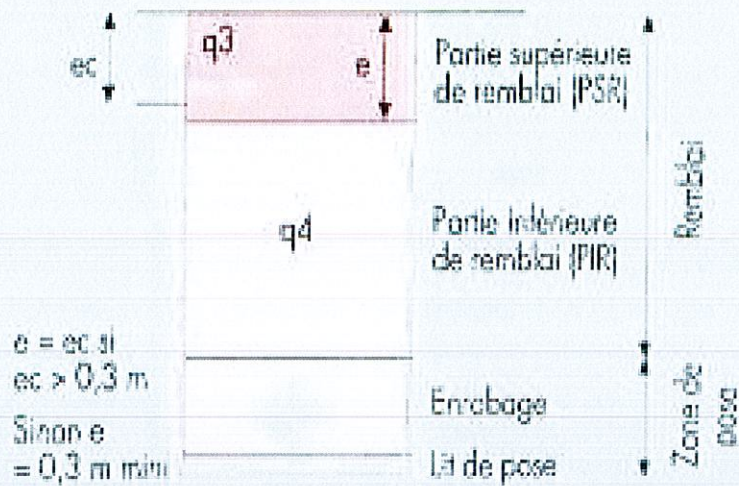 ec
q3
e
Partie supérieure
de remblai (PSR)
Remblai
q4
Partie inférieure
de remblai (PIR)
e = ec si
ec > 0,3 m
Sinon e
= 0,3 m mini
Enrobage
Lit de pose
Zone de
pose